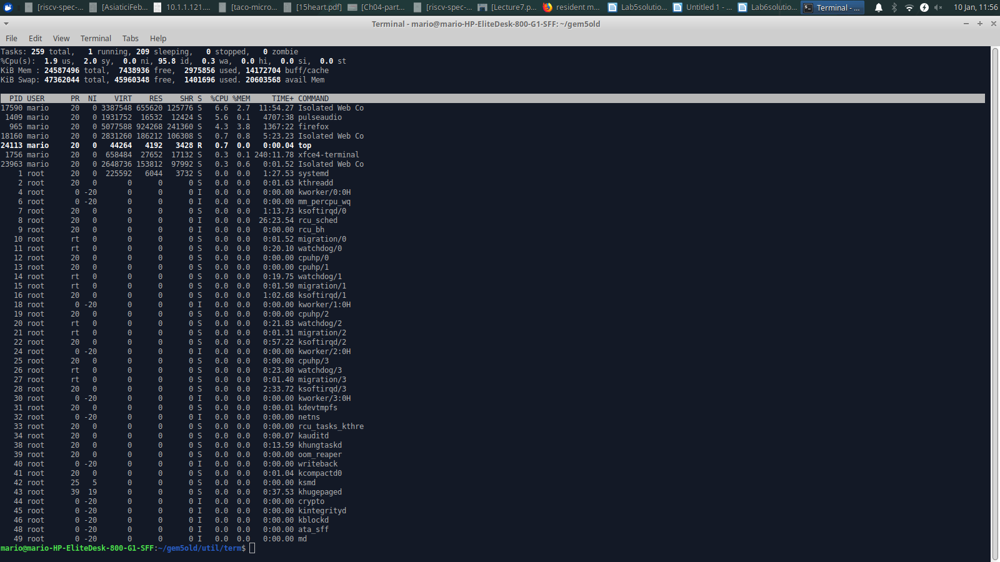 [riscv-spec-... [AsiaticiFeb... 10.1.1.121.... [taco-micro... [15heart.pdf] [Ch04-part... [riscv-spec-... [Lecture7.p... resident m... Lab5solutio... Untitled 1 - ... Lab6solutio... Terminal - ... 10 Jan, 11:56
Terminal - mario@mario-HP-EliteDesk-800-G1-SFF: ~/gem5old
File Edit View Terminal Tabs Help
Tasks: 259 total,   1 running, 209 sleeping,   0 stopped,   0 zombie
%Cpu(s):  1.9 us,  2.0 sy,  0.0 ni, 95.8 id,  0.3 wa,  0.0 hi,  0.0 si,  0.0 st
KiB Mem : 24587496 total,  7438936 free,  2975856 used, 14172704 buff/cache
KiB Swap: 47362044 total, 45960348 free,  1401696 used. 20603568 avail Mem
PID USER PR NI VIRT RES SHR S %CPU %MEM TIME+ COMMAND
17590 mario 20 0 3387548 655620 125776 S 6.6 2.7 11:54.27 Isolated Web Co
1409 mario 20 0 1931752 16532 12424 S 5.6 0.1 4707:38 pulseaudio
965 mario 20 0 5077588 924268 241360 S 4.3 3.8 1367:22 firefox
18160 mario 20 0 2831260 186212 106308 S 0.7 0.8 5:23.23 Isolated Web Co
24113 mario 20 0 44264 4192 3428 R 0.7 0.0 0:00.04 top
1756 mario 20 0 658484 27652 17132 S 0.3 0.1 240:11.78 xfce4-terminal
23963 mario 20 0 2648736 153812 97992 S 0.3 0.6 0:01.52 Isolated Web Co
1 root 20 0 225592 6044 3732 S 0.0 0.0 1:27.53 systemd
2 root 20 0 0 0 0 S 0.0 0.0 0:01.63 kthreadd
4 root 0 -20 0 0 0 I 0.0 0.0 0:00.00 kworker/0:0H
6 root 0 -20 0 0 0 I 0.0 0.0 0:00.00 mm_percpu_wq
7 root 20 0 0 0 0 S 0.0 0.0 1:13.73 ksoftirqd/0
8 root 20 0 0 0 0 I 0.0 0.0 26:23.54 rcu_sched
9 root 20 0 0 0 0 I 0.0 0.0 0:00.00 rcu_bh
10 root rt 0 0 0 0 S 0.0 0.0 0:01.52 migration/0
11 root rt 0 0 0 0 S 0.0 0.0 0:20.10 watchdog/0
12 root 20 0 0 0 0 S 0.0 0.0 0:00.00 cpuhp/0
13 root 20 0 0 0 0 S 0.0 0.0 0:00.00 cpuhp/1
14 root rt 0 0 0 0 S 0.0 0.0 0:19.75 watchdog/1
15 root rt 0 0 0 0 S 0.0 0.0 0:01.50 migration/1
16 root 20 0 0 0 0 S 0.0 0.0 1:02.68 ksoftirqd/1
18 root 0 -20 0 0 0 I 0.0 0.0 0:00.00 kworker/1:0H
19 root 20 0 0 0 0 S 0.0 0.0 0:00.00 cpuhp/2
20 root rt 0 0 0 0 S 0.0 0.0 0:21.83 watchdog/2
21 root rt 0 0 0 0 S 0.0 0.0 0:01.31 migration/2
22 root 20 0 0 0 0 S 0.0 0.0 0:57.22 ksoftirqd/2
24 root 0 -20 0 0 0 I 0.0 0.0 0:00.00 kworker/2:0H
25 root 20 0 0 0 0 S 0.0 0.0 0:00.00 cpuhp/3
26 root rt 0 0 0 0 S 0.0 0.0 0:23.80 watchdog/3
27 root rt 0 0 0 0 S 0.0 0.0 0:01.40 migration/3
28 root 20 0 0 0 0 S 0.0 0.0 2:33.72 ksoftirqd/3
30 root 0 -20 0 0 0 I 0.0 0.0 0:00.00 kworker/3:0H
31 root 20 0 0 0 0 S 0.0 0.0 0:00.01 kdevtmpfs
32 root 0 -20 0 0 0 I 0.0 0.0 0:00.00 netns
33 root 20 0 0 0 0 S 0.0 0.0 0:00.00 rcu_tasks_kthre
34 root 20 0 0 0 0 S 0.0 0.0 0:00.07 kauditd
38 root 20 0 0 0 0 S 0.0 0.0 0:13.59 khungtaskd
39 root 20 0 0 0 0 S 0.0 0.0 0:00.00 oom_reaper
40 root 0 -20 0 0 0 I 0.0 0.0 0:00.00 writeback
41 root 20 0 0 0 0 S 0.0 0.0 0:01.04 kcompactd0
42 root 25 5 0 0 0 S 0.0 0.0 0:00.00 ksmd
43 root 39 19 0 0 0 S 0.0 0.0 0:37.53 khugepaged
44 root 0 -20 0 0 0 I 0.0 0.0 0:00.00 crypto
45 root 0 -20 0 0 0 I 0.0 0.0 0:00.00 kintegrityd
46 root 0 -20 0 0 0 I 0.0 0.0 0:00.00 kblockd
48 root 0 -20 0 0 0 I 0.0 0.0 0:00.00 ata_sff
49 root 0 -20 0 0 0 I 0.0 0.0 0:00.00 md
mario@mario-HP-EliteDesk-800-G1-SFF:~/gem5old/util/term$